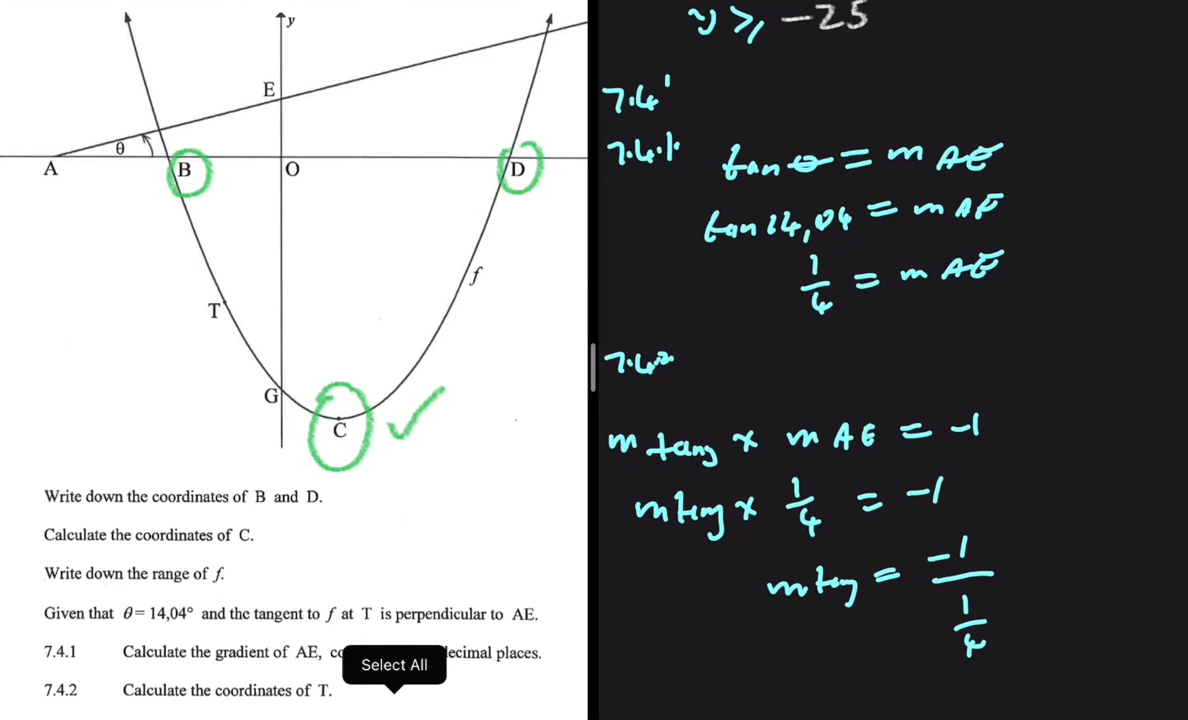 y
E
θ
A
B
O
D
f
T
G
C
Write down the coordinates of B and D.
Calculate the coordinates of C.
Write down the range of f.
Given that θ = 14,04° and the tangent to f at T is perpendicular to AE.
7.4.1 Calculate the gradient of AE, ecimal places.
Select All
7.4.2 Calculate the coordinates of T.
y ≥ -25
7.4
7.4.1 tan θ = m AE
tan 14,04 = m AE
1/4 = m AE
7.4.2
m tang × m AE = -1
m tang × 1/4 = -1
m tang = -1 / 1/4